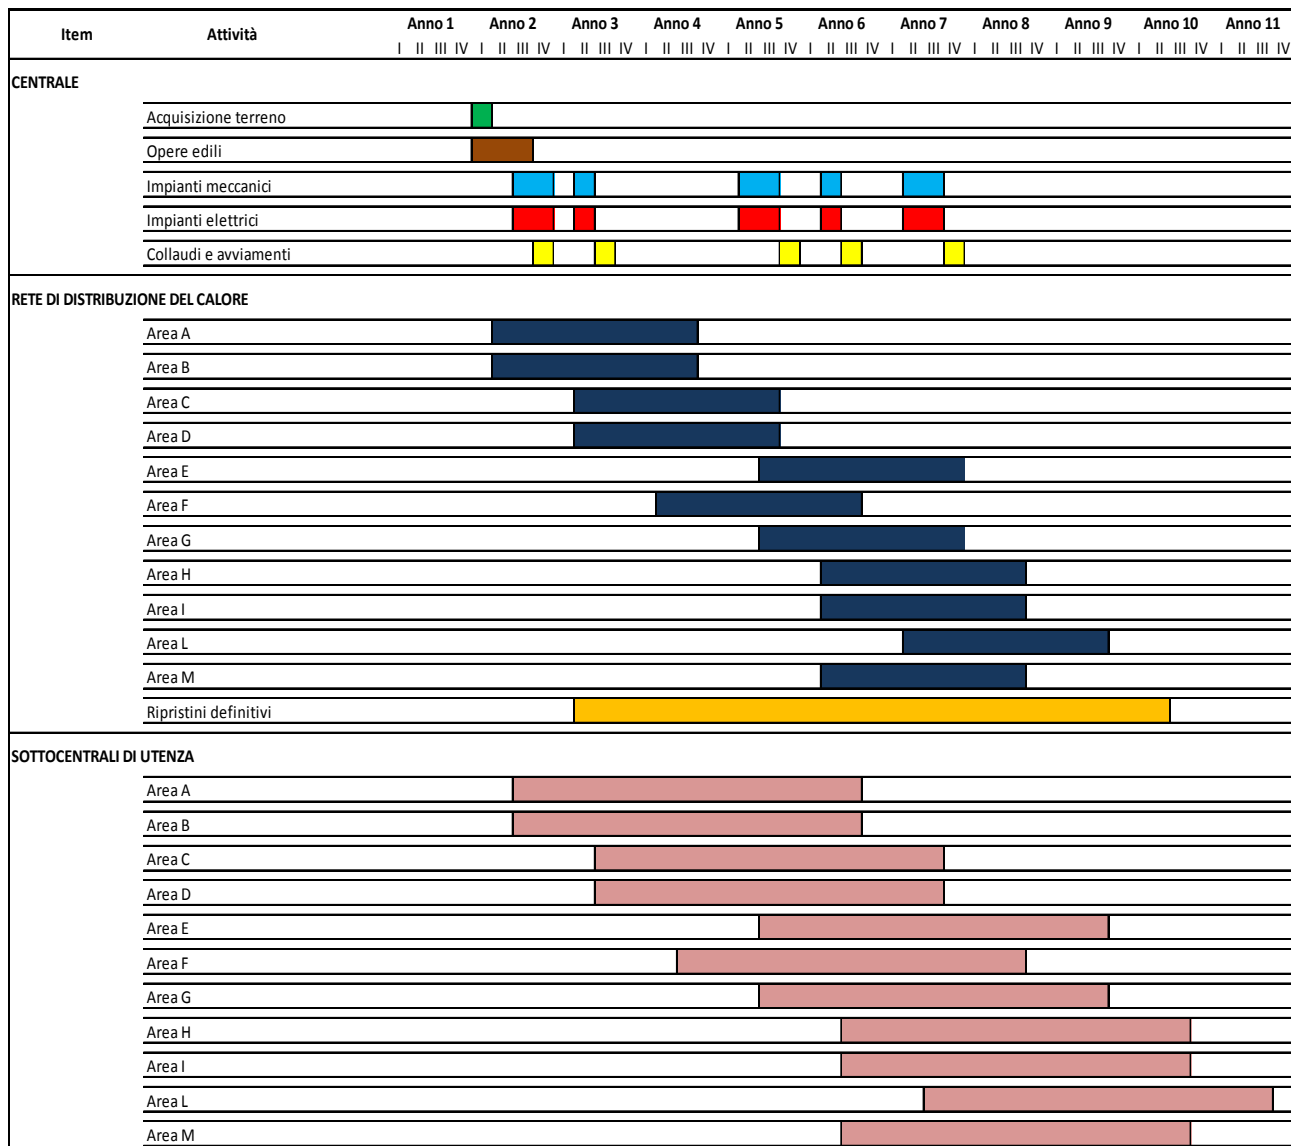 Item Attività Anno 1 Anno 2 Anno 3 Anno 4 Anno 5 Anno 6 Anno 7 Anno 8 Anno 9 Anno 10 Anno 11
I II III IV I II III IV I II III IV I II III IV I II III IV I II III IV I II III IV I II III IV I II III IV I II III IV I II III IV
CENTRALE
Acquisizione terreno
Opere edili
Impianti meccanici
Impianti elettrici
Collaudi e avviamenti
RETE DI DISTRIBUZIONE DEL CALORE
Area A
Area B
Area C
Area D
Area E
Area F
Area G
Area H
Area I
Area L
Area M
Ripristini definitivi
SOTTOCENTRALI DI UTENZA
Area A
Area B
Area C
Area D
Area E
Area F
Area G
Area H
Area I
Area L
Area M